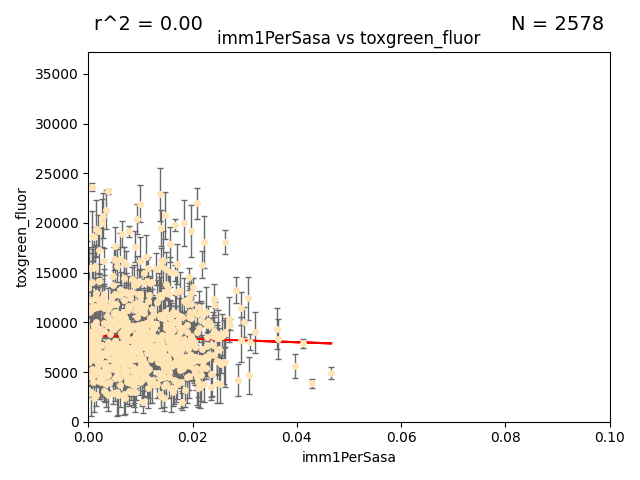 r^2 = 0.00
N = 2578
imm1PerSasa vs toxgreen_fluor
toxgreen_fluor
35000
30000
25000
20000
15000
10000
5000
0
0.00
0.02
0.04
0.06
0.08
0.10
imm1PerSasa